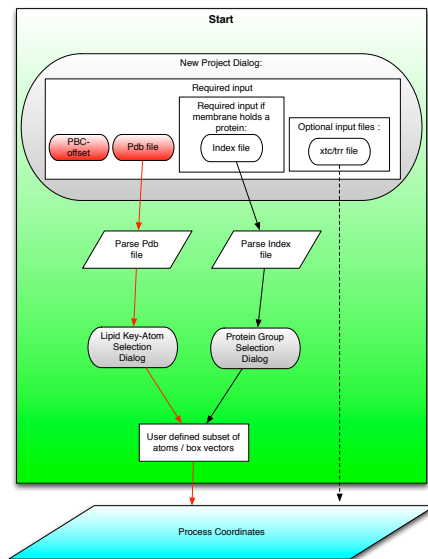 Start
New Project Dialog:
Required input
Required input if
membrane holds a
protein:
Optional input files :
PBC-
offset
Pdb file
Index file
xtc/trr file
Parse Pdb
file
Parse Index
file
Lipid Key-Atom
Selection
Dialog
Protein Group
Selection
Dialog
User defined subset of
atoms / box vectors
Process Coordinates